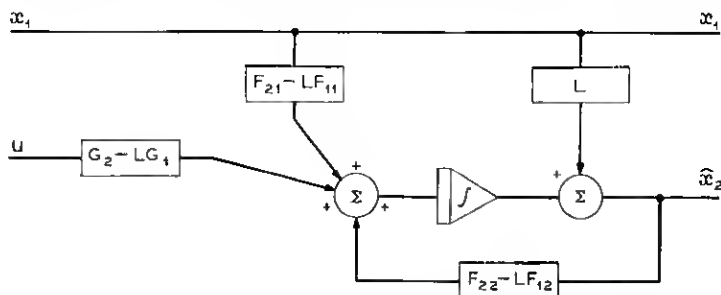 x₁ x₁
F₂₁ – LF₁₁ L
u G₂ – LG₁
+ +
+ Σ + ∫ Σ x̂₂
+
F₂₂ – LF₁₂